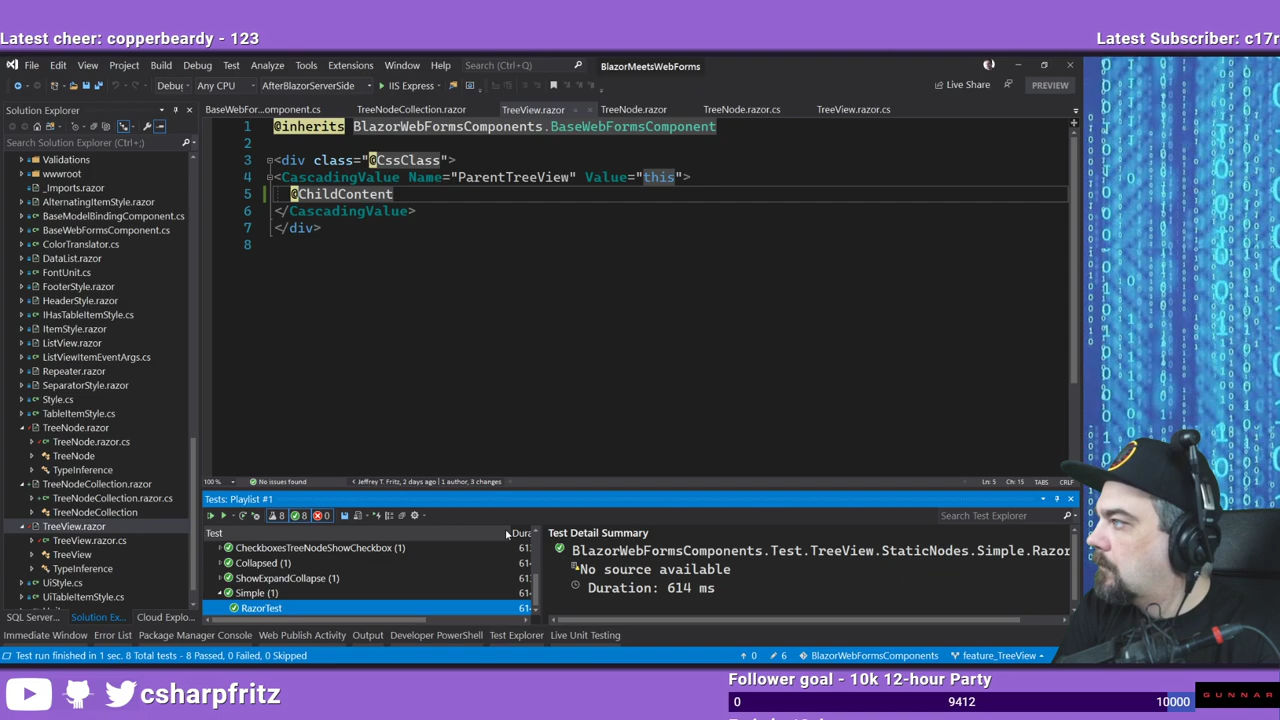 Latest cheer: copperbeardy - 123
Latest Subscriber: c17r
File Edit View Project Build Debug Test Analyze Tools Extensions Window Help Search (Ctrl+Q) BlazorMeetsWebForms
Debu Any CPU AfterBlazorServerSide IIS Express Live Share PREVIEW
Solution Explorer
Search Solution Explorer (Ctrl+;)
Validations
wwwroot
_Imports.razor
AlternatingItemStyle.razor
BaseModelBindingComponent.cs
BaseWebFormsComponent.cs
ColorTranslator.cs
DataList.razor
FontUnit.cs
FooterStyle.razor
HeaderStyle.razor
IHasTableItemStyle.cs
ItemStyle.razor
ListView.razor
ListViewItemEventArgs.cs
Repeater.razor
SeparatorStyle.razor
Style.cs
TableItemStyle.cs
TreeNode.razor
TreeNode.razor.cs
TreeNode
TypeInference
TreeNodeCollection.razor
TreeNodeCollection.razor.cs
TreeNodeCollection
TreeView.razor
TreeView.razor.cs
TreeView
TypeInference
UiStyle.cs
UiTableItemStyle.cs
SQL Server... Solution Ex... Cloud Explo...
BaseWebFor...omponent.cs TreeNodeCollection.razor TreeView.razor TreeNode.razor TreeNode.razor.cs TreeView.razor.cs
1 @inherits BlazorWebFormsComponents.BaseWebFormsComponent
2
3 <div class="@CssClass">
4 <CascadingValue Name="ParentTreeView" Value="this">
5 @ChildContent
6 </CascadingValue>
7 </div>
8
100 % No issues found Jeffrey T. Fritz, 2 days ago | 1 author, 3 changes Ln: 5 Ch: 15 TABS CRLF
Tests: Playlist #1
8 8 0 Search Test Explorer
Test Dura
CheckboxesTreeNodeShowCheckbox (1) 61
Collapsed (1) 61
ShowExpandCollapse (1) 61
Simple (1) 61
RazorTest 61
Test Detail Summary
BlazorWebFormsComponents.Test.TreeView.StaticNodes.Simple.Razor
No source available
Duration: 614 ms
Immediate Window Error List Package Manager Console Web Publish Activity Output Developer PowerShell Test Explorer Live Unit Testing
Test run finished in 1 sec. 8 Total tests - 8 Passed, 0 Failed, 0 Skipped 0 6 BlazorWebFormsComponents feature_TreeView
csharpfritz
Follower goal - 10k 12-hour Party
0 9412 10000
GUNNAR